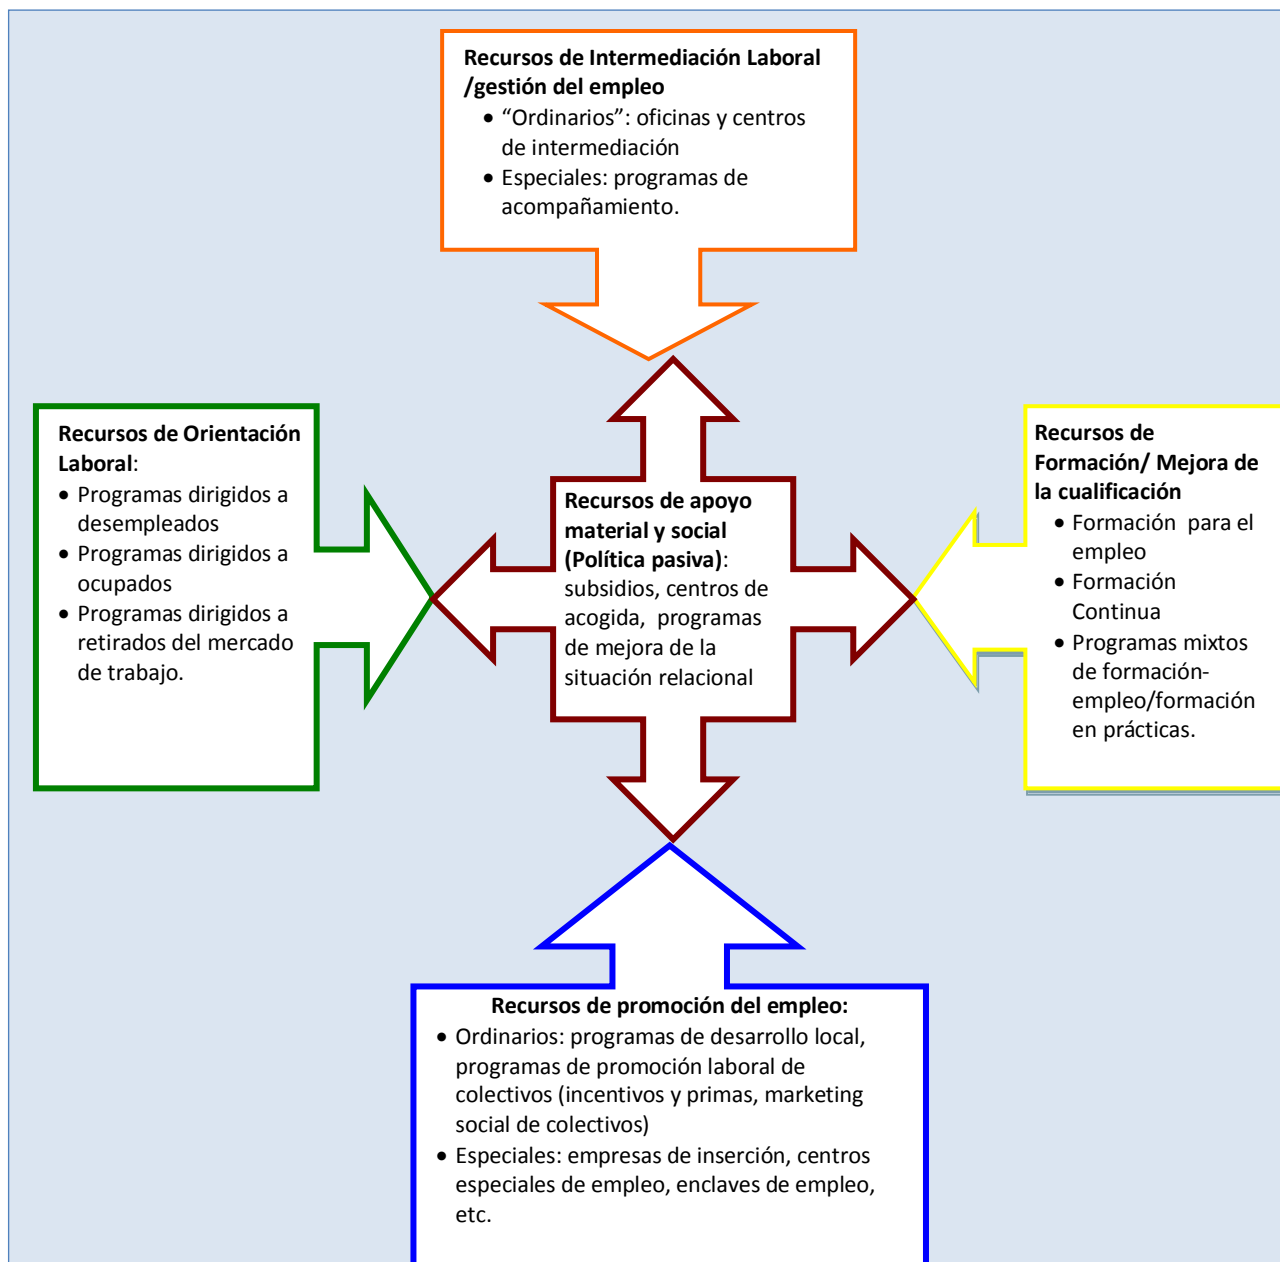 Recursos de Intermediación Laboral
/gestión del empleo
• “Ordinarios”: oficinas y centros
de intermediación
• Especiales: programas de
acompañamiento.
Recursos de Orientación
Laboral:
• Programas dirigidos a
desempleados
• Programas dirigidos a
ocupados
• Programas dirigidos a
retirados del mercado
de trabajo.
Recursos de apoyo
material y social
(Política pasiva):
subsidios, centros de
acogida, programas
de mejora de la
situación relacional
Recursos de
Formación/ Mejora de
la cualificación
• Formación para el
empleo
• Formación
Continua
• Programas mixtos
de formación-
empleo/formación
en prácticas.
Recursos de promoción del empleo:
• Ordinarios: programas de desarrollo local,
programas de promoción laboral de
colectivos (incentivos y primas, marketing
social de colectivos)
• Especiales: empresas de inserción, centros
especiales de empleo, enclaves de empleo,
etc.